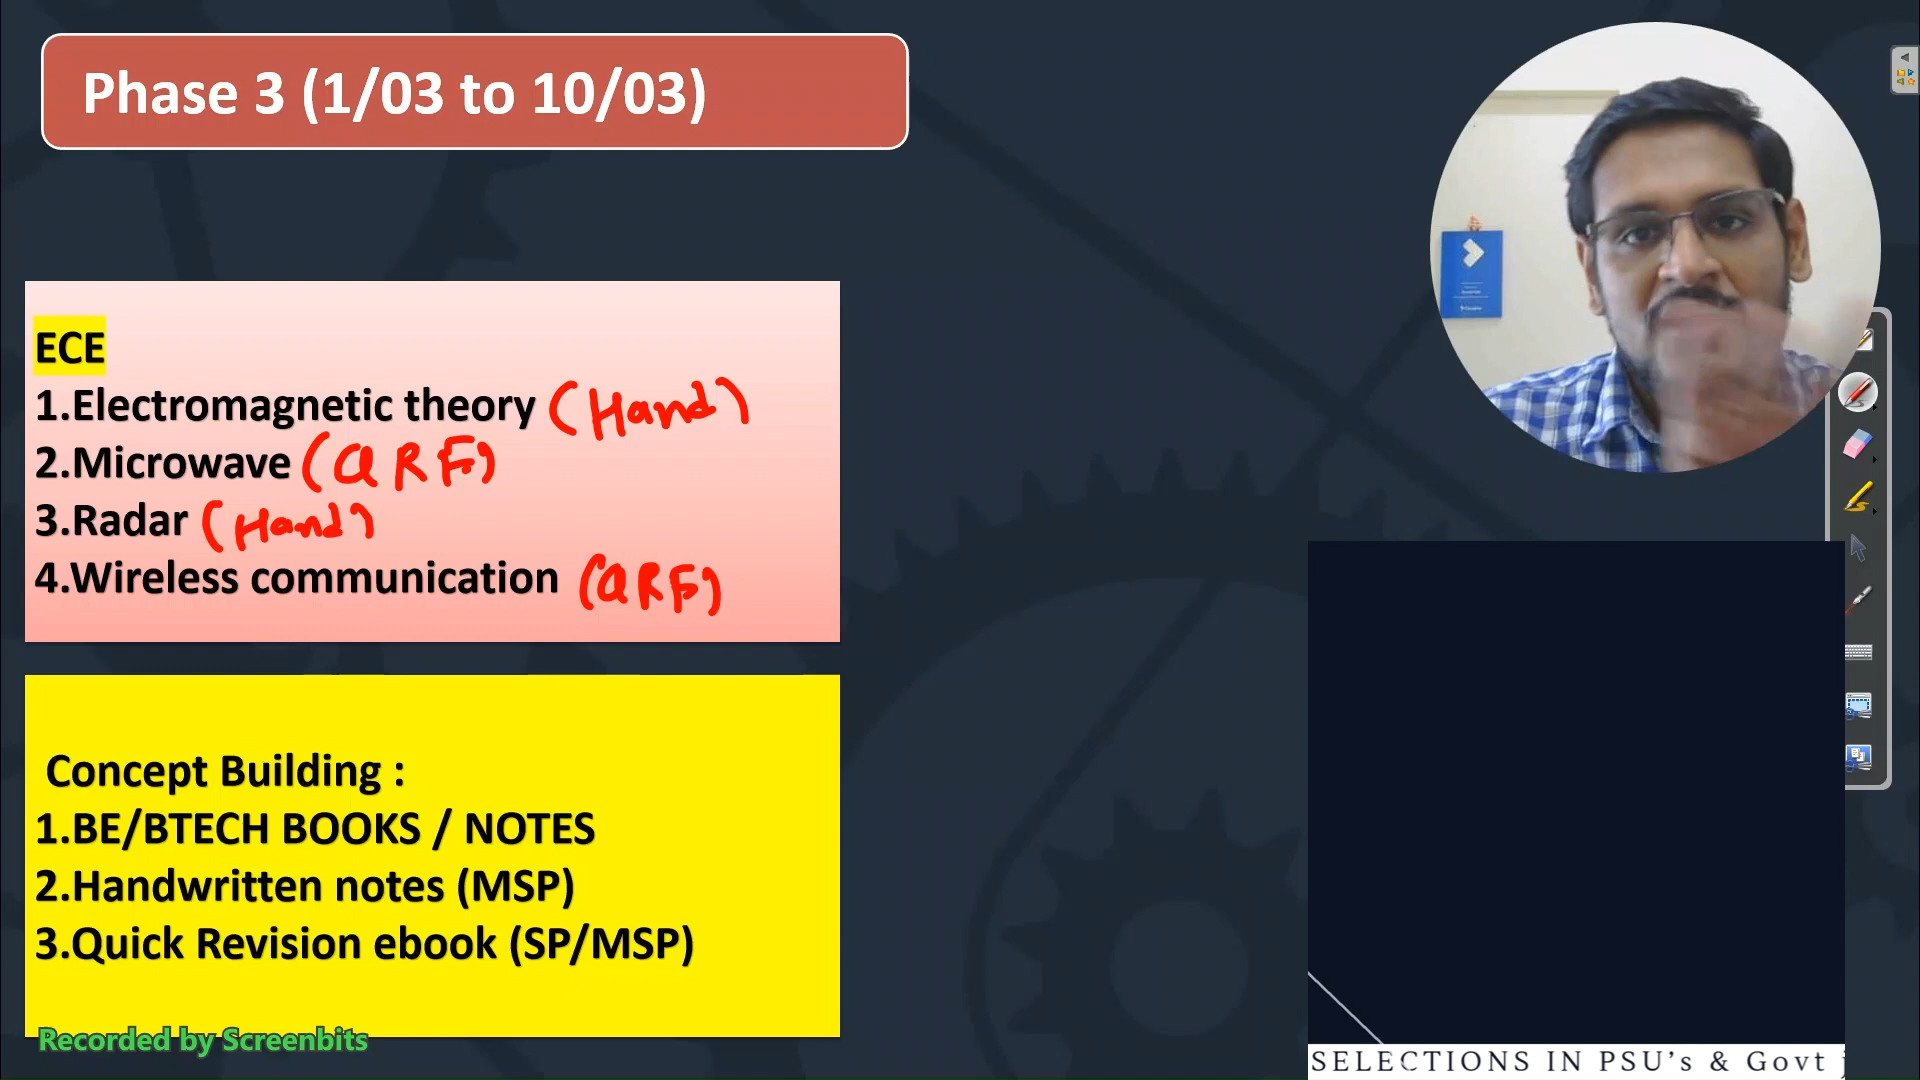 Phase 3 (1/03 to 10/03)
ECE
1.Electromagnetic theory (Hand)
2.Microwave (QRE)
3.Radar (Hand)
4.Wireless communication (QRE)
Concept Building :
1.BE/BTECH BOOKS / NOTES
2.Handwritten notes (MSP)
3.Quick Revision ebook (SP/MSP)
Recorded by Screenbits
SELECTIONS IN PSU's & Govt j